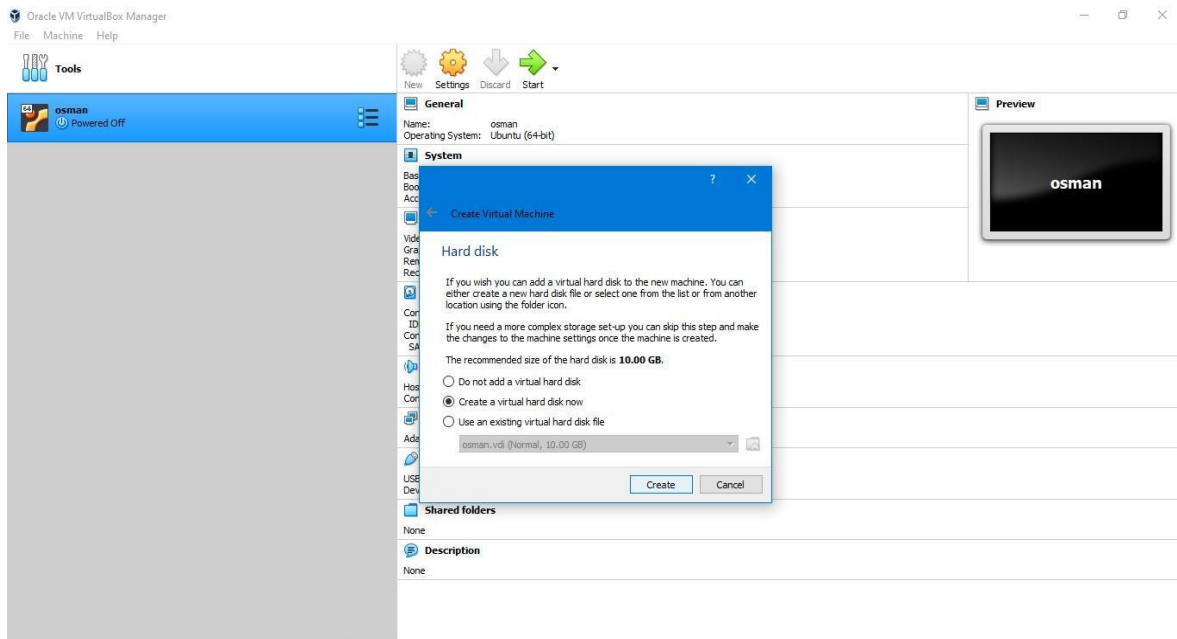 Oracle VM VirtualBox Manager
File Machine Help
Tools
New Settings Discard Start
64
osman
Powered Off
General
Name: osman
Operating System: Ubuntu (64-bit)
Preview
osman
System
Bas
Boo
Acc
Vide
Gra
Ren
Rec
Con
ID
Con
SA
Hos
Con
Ada
USB
Dev
? ×
Create Virtual Machine
Hard disk
If you wish you can add a virtual hard disk to the new machine. You can
either create a new hard disk file or select one from the list or from another
location using the folder icon.
If you need a more complex storage set-up you can skip this step and make
the changes to the machine settings once the machine is created.
The recommended size of the hard disk is 10.00 GB.
Do not add a virtual hard disk
Create a virtual hard disk now
Use an existing virtual hard disk file
osman.vdi (Normal, 10.00 GB)
Create Cancel
Shared folders
None
Description
None